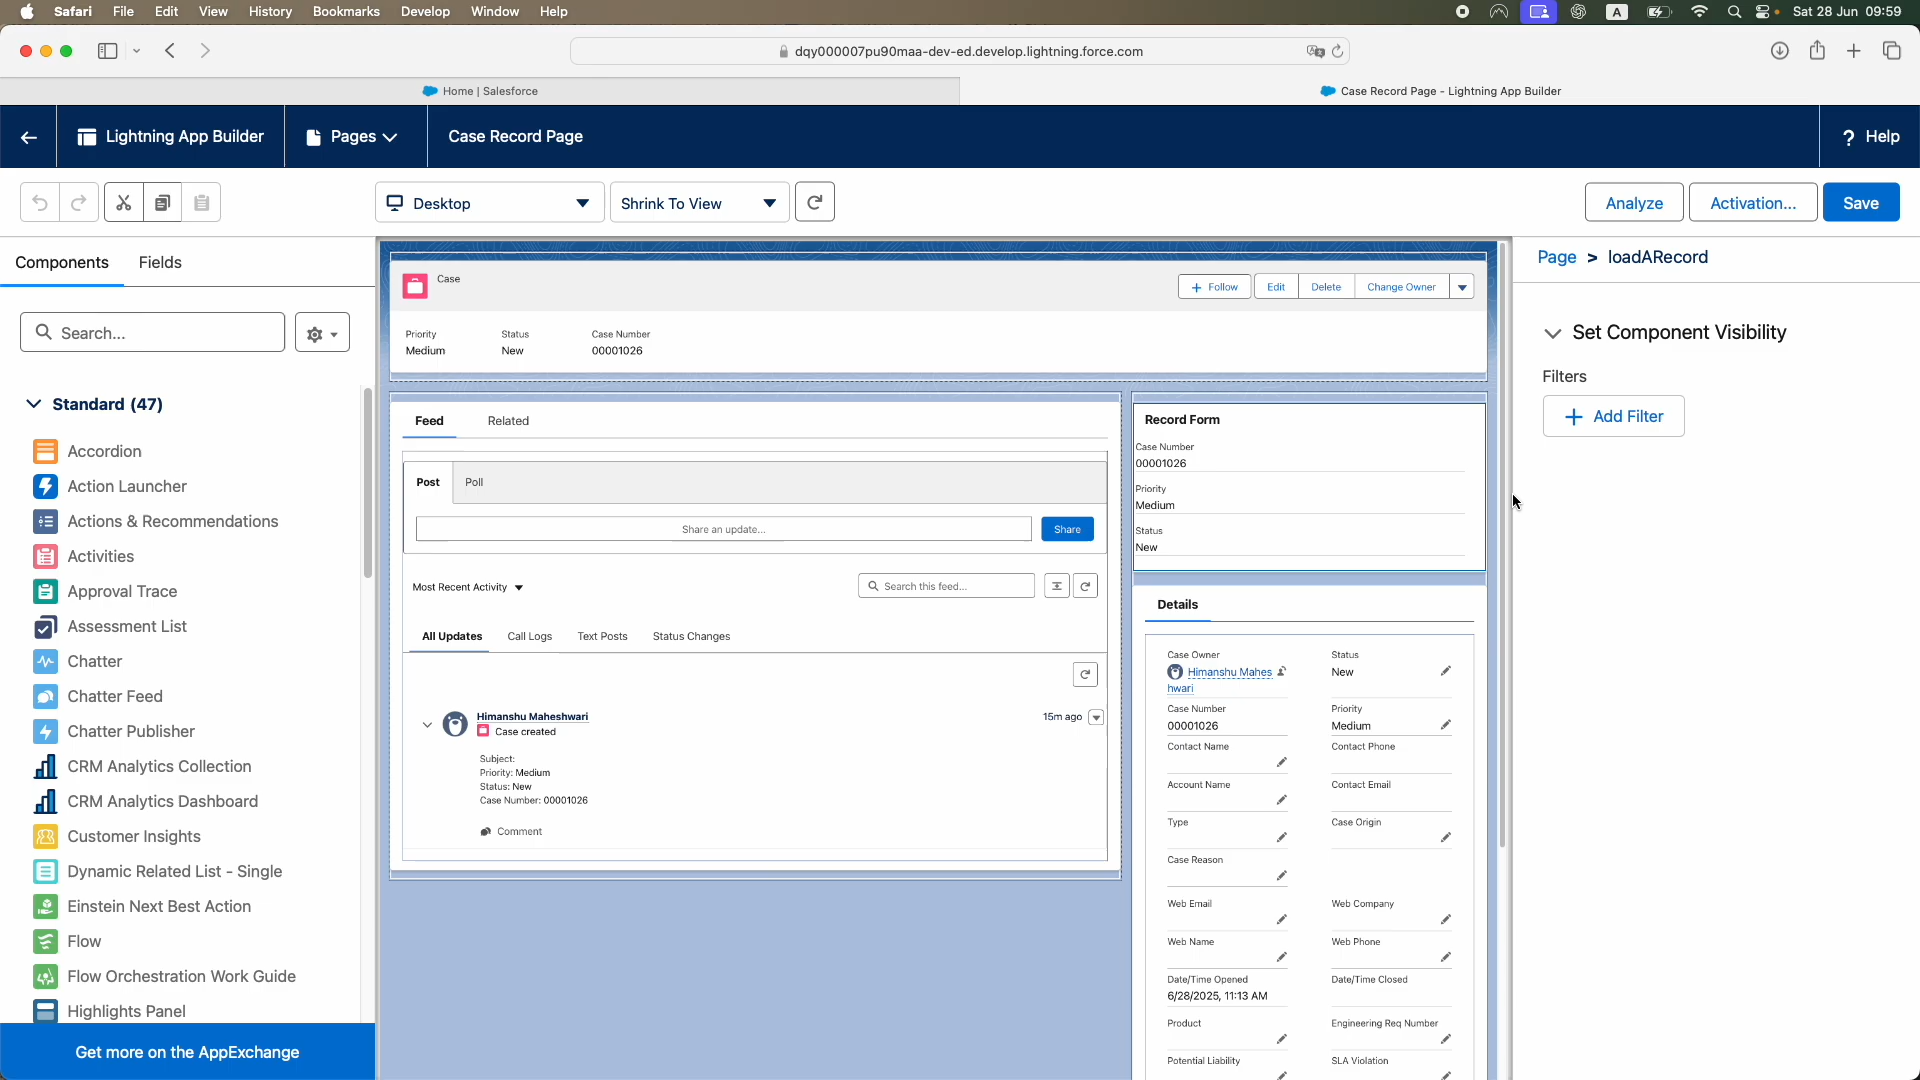 Safari File Edit View History Bookmarks Develop Window Help
A
Sat 28 Jun 09:59
dqy000007pu90maa-dev-ed.develop.lightning.force.com
Home | Salesforce
Case Record Page - Lightning App Builder
Lightning App Builder
Pages
Case Record Page
? Help
Desktop
Shrink To View
Analyze
Activation...
Save
Components
Fields
Search...
Standard (47)
Accordion
Action Launcher
Actions & Recommendations
Activities
Approval Trace
Assessment List
Chatter
Chatter Feed
Chatter Publisher
CRM Analytics Collection
CRM Analytics Dashboard
Customer Insights
Dynamic Related List - Single
Einstein Next Best Action
Flow
Flow Orchestration Work Guide
Highlights Panel
Get more on the AppExchange
Case
+ Follow
Edit
Delete
Change Owner
Priority
Medium
Status
New
Case Number
00001026
Feed
Related
Post
Poll
Share an update...
Share
Most Recent Activity
Search this feed...
All Updates
Call Logs
Text Posts
Status Changes
Himanshu Maheshwari
Case created
15m ago
Subject:
Priority: Medium
Status: New
Case Number: 00001026
Comment
Record Form
Case Number
00001026
Priority
Medium
Status
New
Details
Case Owner
Himanshu Mahes
hwari
Status
New
Case Number
00001026
Priority
Medium
Contact Name
Contact Phone
Account Name
Contact Email
Type
Case Origin
Case Reason
Web Email
Web Company
Web Name
Web Phone
Date/Time Opened
6/28/2025, 11:13 AM
Date/Time Closed
Product
Engineering Req Number
Potential Liability
SLA Violation
Page > loadARecord
Set Component Visibility
Filters
+ Add Filter